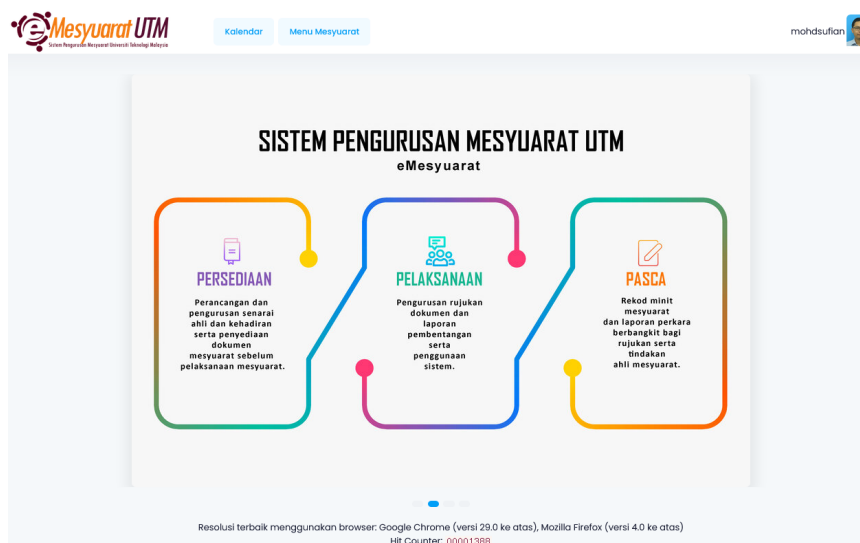 eMesyuarat UTM
Sistem Pengurusan Mesyuarat Universiti Teknologi Malaysia
Kalendar
Menu Mesyuarat
mohdsufian
SISTEM PENGURUSAN MESYUARAT UTM
eMesyuarat
PERSEDIAAN
Perancangan dan
pengurusan senarai
ahli dan kehadiran
serta penyediaan
dokumen
mesyuarat sebelum
pelaksanaan mesyuarat.
PELAKSANAAN
Pengurusan rujukan
dokumen dan
laporan
pembentangan
serta
penggunaan
sistem.
PASCA
Rekod minit
mesyuarat
dan laporan perkara
berbangkit bagi
rujukan serta
tindakan
ahli mesyuarat.
Resolusi terbaik menggunakan browser: Google Chrome (versi 29.0 ke atas), Mozilla Firefox (versi 4.0 ke atas)
Hit Counter: 00001388